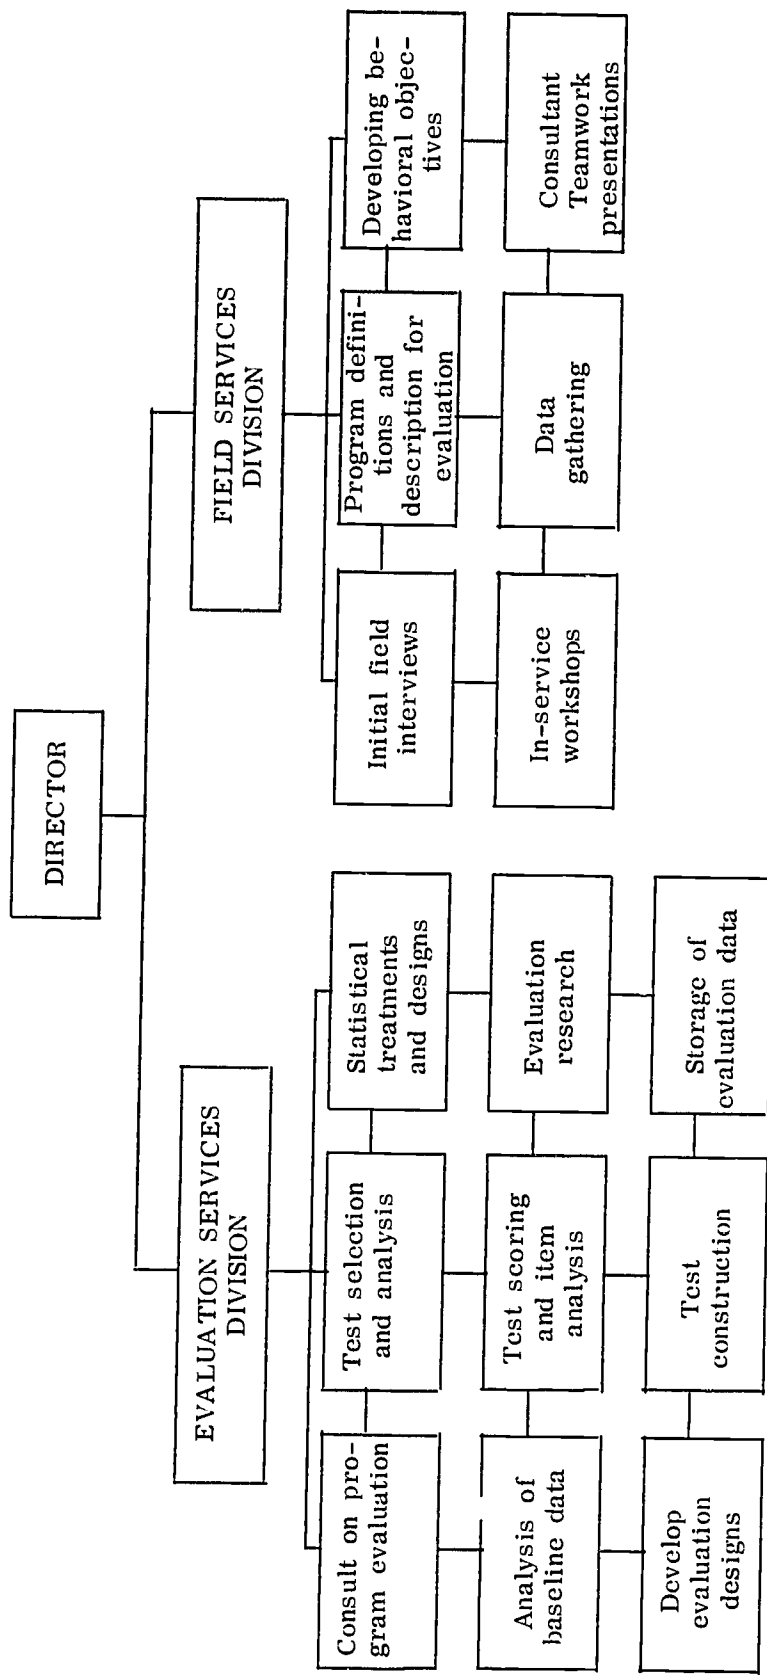 DIRECTOR
EVALUATION SERVICES
DIVISION
FIELD SERVICES
DIVISION
Consult on pro-
gram evaluation
Test selection
and analysis
Statistical
treatments
and designs
Initial field
interviews
Program defini-
tions and
description for
evaluation
Developing be-
havioral objec-
tives
Analysis of
baseline data
Test scoring
and item
analysis
Evaluation
research
In-service
workshops
Data
gathering
Consultant
Teamwork
presentations
Develop
evaluation
designs
Test
construction
Storage of
evaluation data